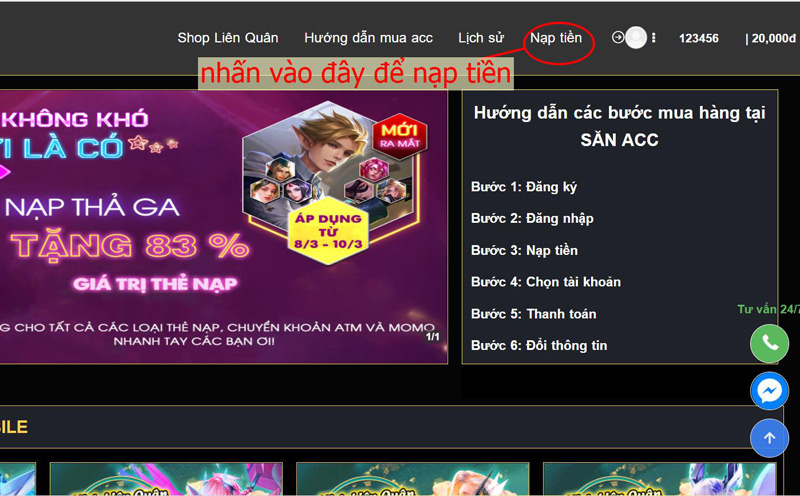 Shop Liên Quân Hướng dẫn mua acc Lịch sử Nạp tiền 123456 | 20,000đ
nhấn vào đây để nạp tiền
KHÔNG KHÓ
LÀ CÓ
NẠP THẢ GA
TẶNG 83 %
GIÁ TRỊ THẺ NẠP
CHO TẤT CẢ CÁC LOẠI THẺ NẠP, CHUYỂN KHOẢN ATM VÀ MOMO,
NHANH TAY CÁC BẠN ƠI!
MỚI
RA MẮT
ÁP DỤNG
TỪ
8/3 - 10/3
1/1
Hướng dẫn các bước mua hàng tại
SĂN ACC
Bước 1: Đăng ký
Bước 2: Đăng nhập
Bước 3: Nạp tiền
Bước 4: Chọn tài khoản
Bước 5: Thanh toán
Bước 6: Đổi thông tin
Tư vấn 24/7